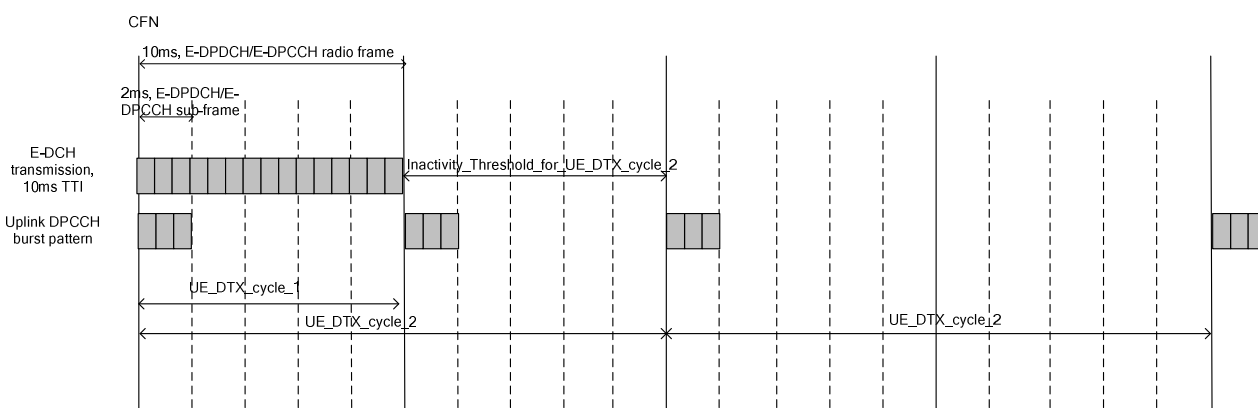 CFN
10ms, E-DPDCH/E-DPCCH radio frame
2ms, E-DPDCH/E-
DPCCH sub-frame
E-DCH
transmission,
10ms TTI
Inactivity_Threshold_for_UE_DTX_cycle_2
Uplink DPCCH
burst pattern
UE_DTX_cycle_1
UE_DTX_cycle_2
UE_DTX_cycle_2